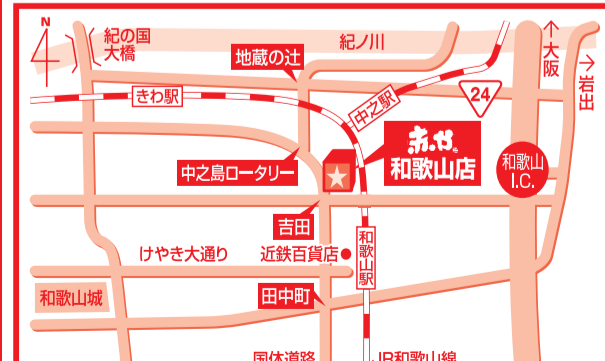 N
紀の国
大橋
地蔵の辻
紀ノ川
↑大阪
→岩出
きわ駅
中之駅
24
和歌山店
中之島ロータリー
和歌山
I.C.
吉田
けやき大通り
近鉄百貨店
和歌山駅
和歌山城
田中町
国体道路
JR和歌山線